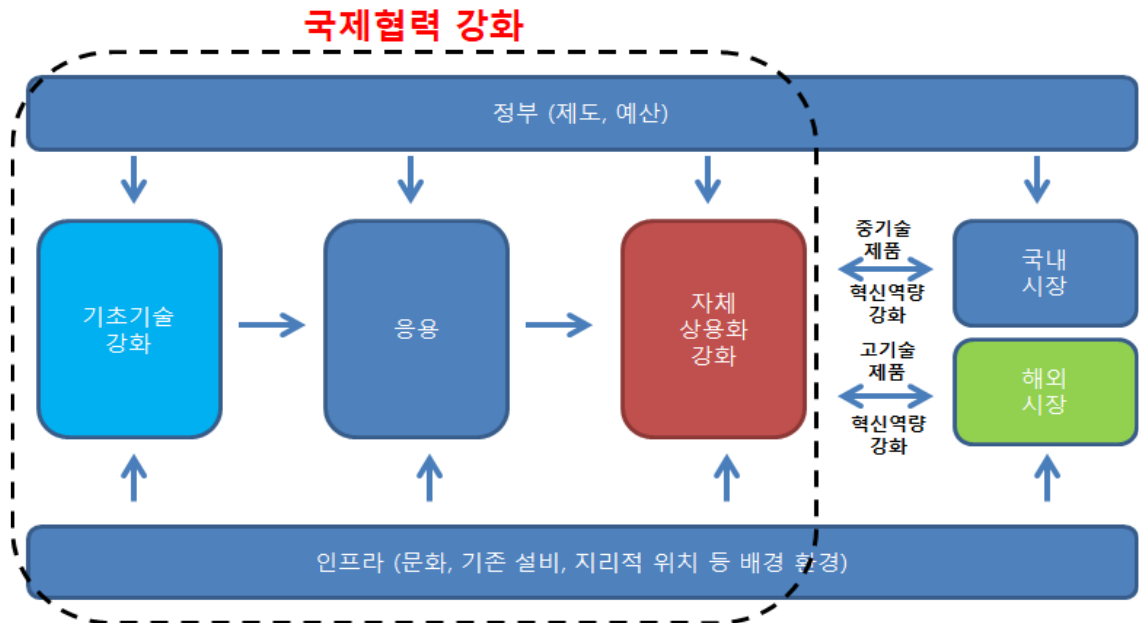 국제협력 강화
정부 (제도, 예산)
기초기술
강화
응용
자체
상용화
강화
중기술
제품
혁신역량
강화
국내
시장
고기술
제품
혁신역량
강화
해외
시장
인프라 (문화, 기존 설비, 지리적 위치 등 배경 환경)